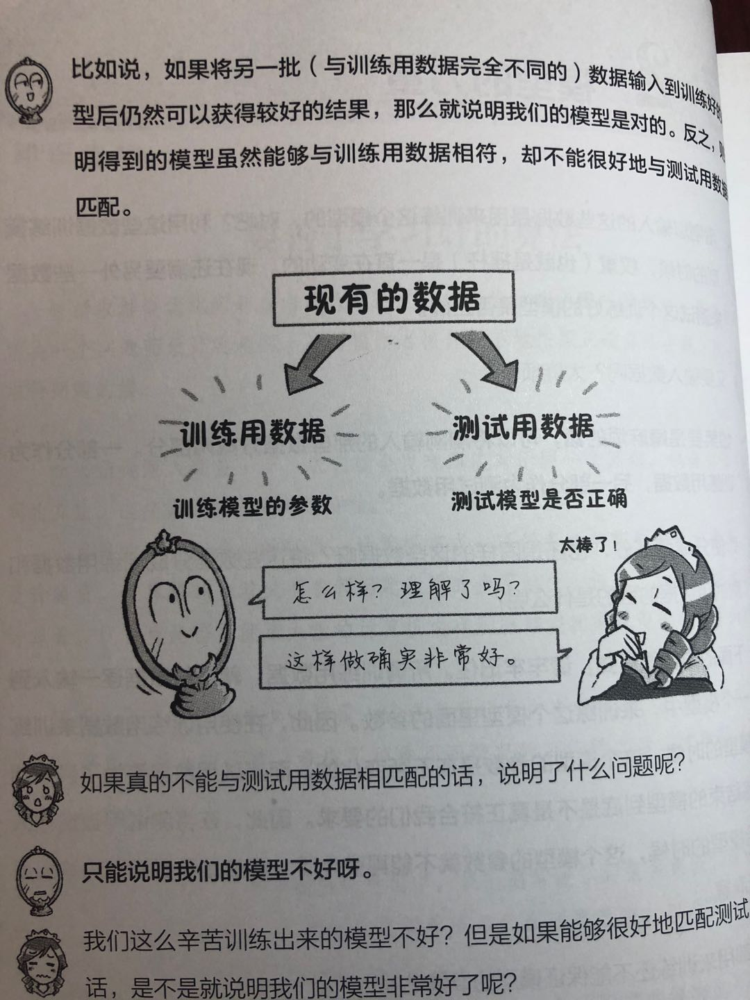 比如说，如果将另一批（与训练用数据完全不同的）数据输入到训练好的
型后仍然可以获得较好的结果，那么就说明我们的模型是对的。反之，
明得到的模型虽然能够与训练用数据相符，却不能很好地与测试用数据
匹配。
现有的数据
训练用数据
测试用数据
训练模型的参数
测试模型是否正确
太棒了！
怎么样？理解了吗？
这样做确实非常好。
如果真的不能与测试用数据相匹配的话，说明了什么问题呢？
只能说明我们的模型不好呀。
我们这么辛苦训练出来的模型不好？但是如果能够很好地匹配测试
话，是不是就说明我们的模型非常好了呢？